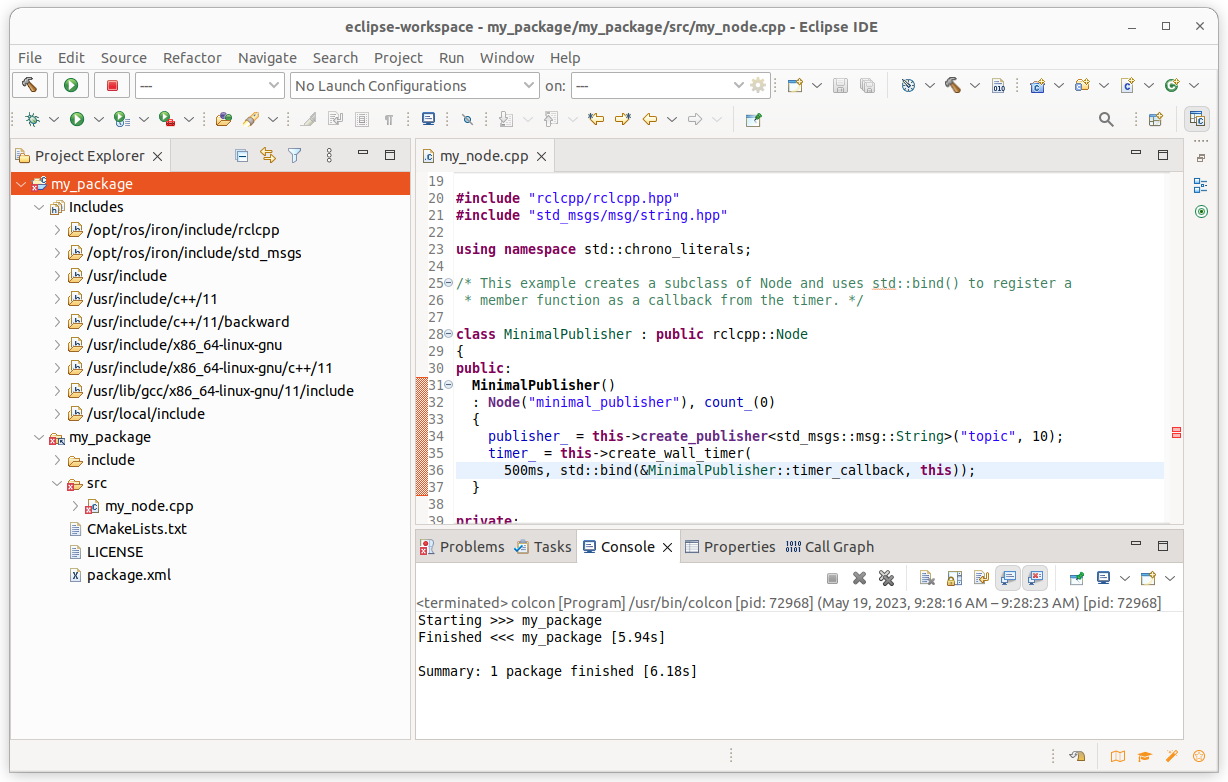 eclipse-workspace - my_package/my_package/src/my_node.cpp - Eclipse IDE
File Edit Source Refactor Navigate Search Project Run Window Help
--- No Launch Configurations on: ---
Project Explorer
my_package
Includes
/opt/ros/iron/include/rclcpp
/opt/ros/iron/include/std_msgs
/usr/include
/usr/include/c++/11
/usr/include/c++/11/backward
/usr/include/x86_64-linux-gnu
/usr/include/x86_64-linux-gnu/c++/11
/usr/lib/gcc/x86_64-linux-gnu/11/include
/usr/local/include
my_package
include
src
my_node.cpp
CMakeLists.txt
LICENSE
package.xml
my_node.cpp
19
20 #include "rclcpp/rclcpp.hpp"
21 #include "std_msgs/msg/string.hpp"
22
23 using namespace std::chrono_literals;
24
25 /* This example creates a subclass of Node and uses std::bind() to register a
26 * member function as a callback from the timer. */
27
28 class MinimalPublisher : public rclcpp::Node
29 {
30 public:
31 MinimalPublisher()
32 : Node("minimal_publisher"), count_(0)
33 {
34 publisher_ = this->create_publisher<std_msgs::msg::String>("topic", 10);
35 timer_ = this->create_wall_timer(
36 500ms, std::bind(&MinimalPublisher::timer_callback, this));
37 }
38
39 private:
Problems Tasks Console Properties Call Graph
<terminated> colcon [Program] /usr/bin/colcon [pid: 72968] (May 19, 2023, 9:28:16 AM – 9:28:23 AM) [pid: 72968]
Starting >>> my_package
Finished <<< my_package [5.94s]
Summary: 1 package finished [6.18s]